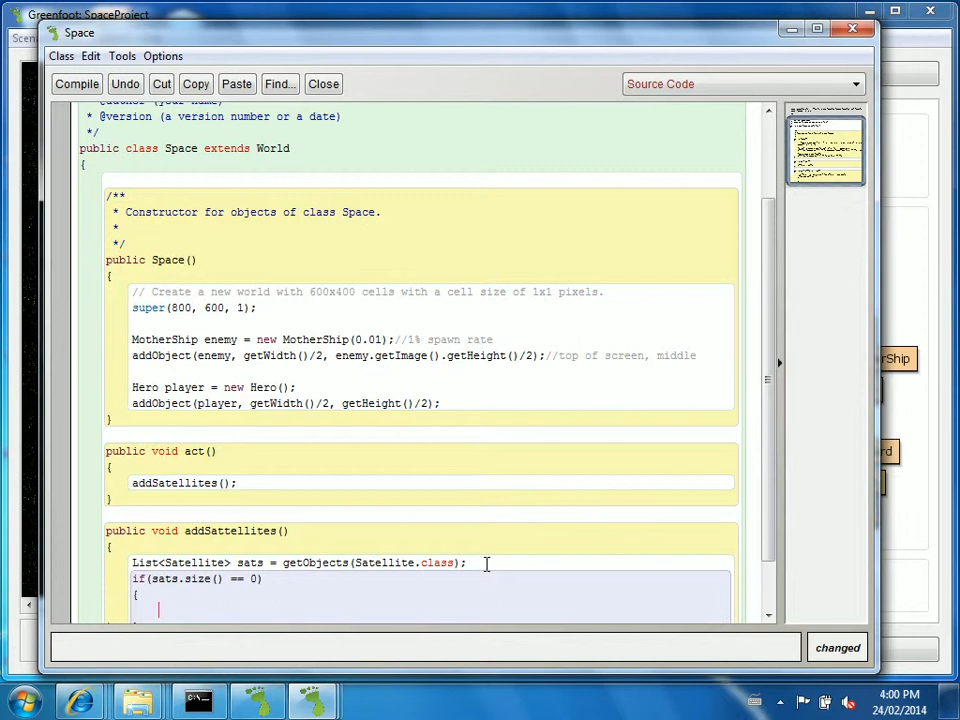 Greenfoot: SpaceProject
Space
Class Edit Tools Options
Compile Undoo Cut Copy Paste Find... Close Source Code
* @version (a version number or a date)
*/
public class Space extends World
{
/**
* Constructor for objects of class Space.
*
*/
public Space()
{
// Create a new world with 600x400 cells with a cell size of 1x1 pixels.
super(800, 600, 1);
MotherShip enemy = new MotherShip(0.01);//1% spawn rate
addObject(enemy, getWidth()/2, enemy.getImage().getHeight()/2);//top of screen, middle
Hero player = new Hero();
addObject(player, getWidth()/2, getHeight()/2);
}
public void act()
{
addSatellites();
}
public void addSattellites()
{
List<Satellite> sats = getObjects(Satellite.class);
if(sats.size() == 0)
{
changed
4:00 PM
24/02/2014